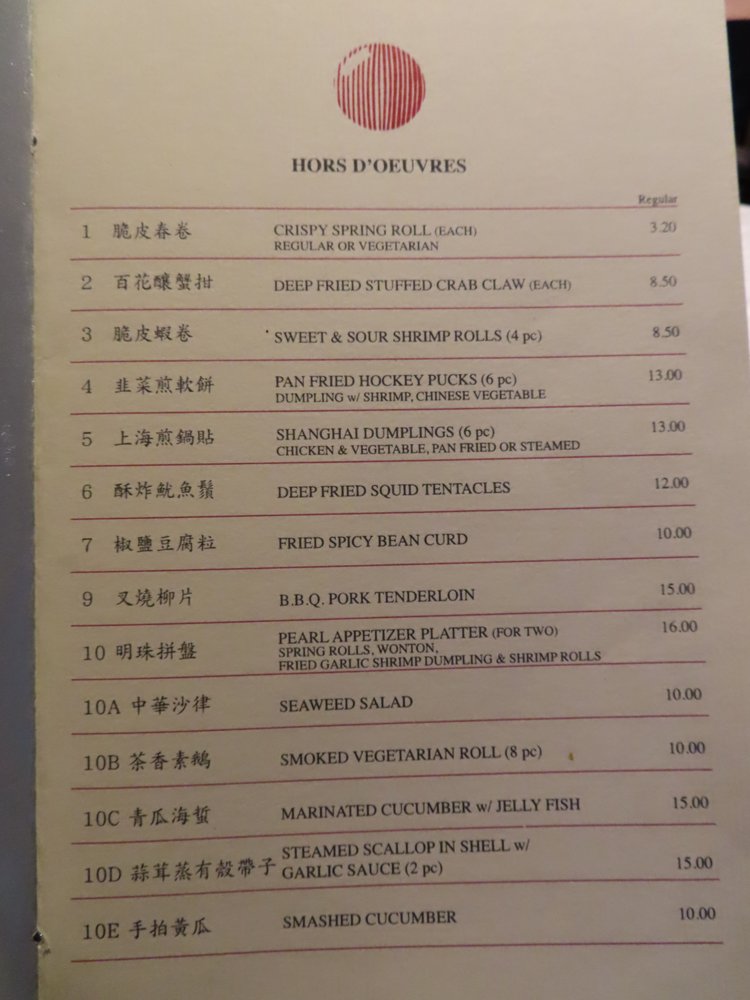 HORS D'OEUVRES
Regular
1 脆皮春卷 CRISPY SPRING ROLL (EACH) 3.20
REGULAR OR VEGETARIAN
2 百花釀蟹拑 DEEP FRIED STUFFED CRAB CLAW (EACH) 8.50
3 脆皮蝦卷 SWEET & SOUR SHRIMP ROLLS (4 pc) 8.50
4 韭菜煎軟餅 PAN FRIED HOCKEY PUCKS (6 pc) 13.00
DUMPLING w/ SHRIMP, CHINESE VEGETABLE
5 上海煎鍋貼 SHANGHAI DUMPLINGS (6 pc) 13.00
CHICKEN & VEGETABLE, PAN FRIED OR STEAMED
6 酥炸魷魚鬚 DEEP FRIED SQUID TENTACLES 12.00
7 椒鹽豆腐粒 FRIED SPICY BEAN CURD 10.00
9 叉燒柳片 B.B.Q. PORK TENDERLOIN 15.00
10 明珠拼盤 PEARL APPETIZER PLATTER (FOR TWO) 16.00
SPRING ROLLS, WONTON,
FRIED GARLIC SHRIMP DUMPLING & SHRIMP ROLLS
10A 中華沙律 SEAWEED SALAD 10.00
10B 茶香素鵝 SMOKED VEGETARIAN ROLL (8 pc) 10.00
10C 青瓜海蜇 MARINATED CUCUMBER w/ JELLY FISH 15.00
10D 蒜茸蒸有殼帶子 STEAMED SCALLOP IN SHELL w/
GARLIC SAUCE (2 pc) 15.00
10E 手拍黃瓜 SMASHED CUCUMBER 10.00